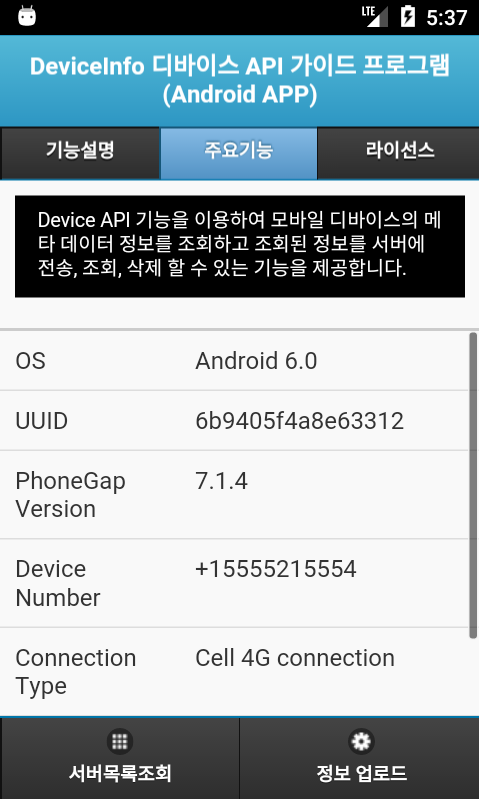 LTE 5:37
DeviceInfo 디바이스 API 가이드 프로그램
(Android APP)
기능설명 주요기능 라이선스
Device API 기능을 이용하여 모바일 디바이스의 메
타 데이터 정보를 조회하고 조회된 정보를 서버에
전송, 조회, 삭제 할 수 있는 기능을 제공합니다.
OS Android 6.0
UUID 6b9405f4a8e63312
PhoneGap 7.1.4
Version
Device +15555215554
Number
Connection Cell 4G connection
Type
서버목록조회 정보 업로드